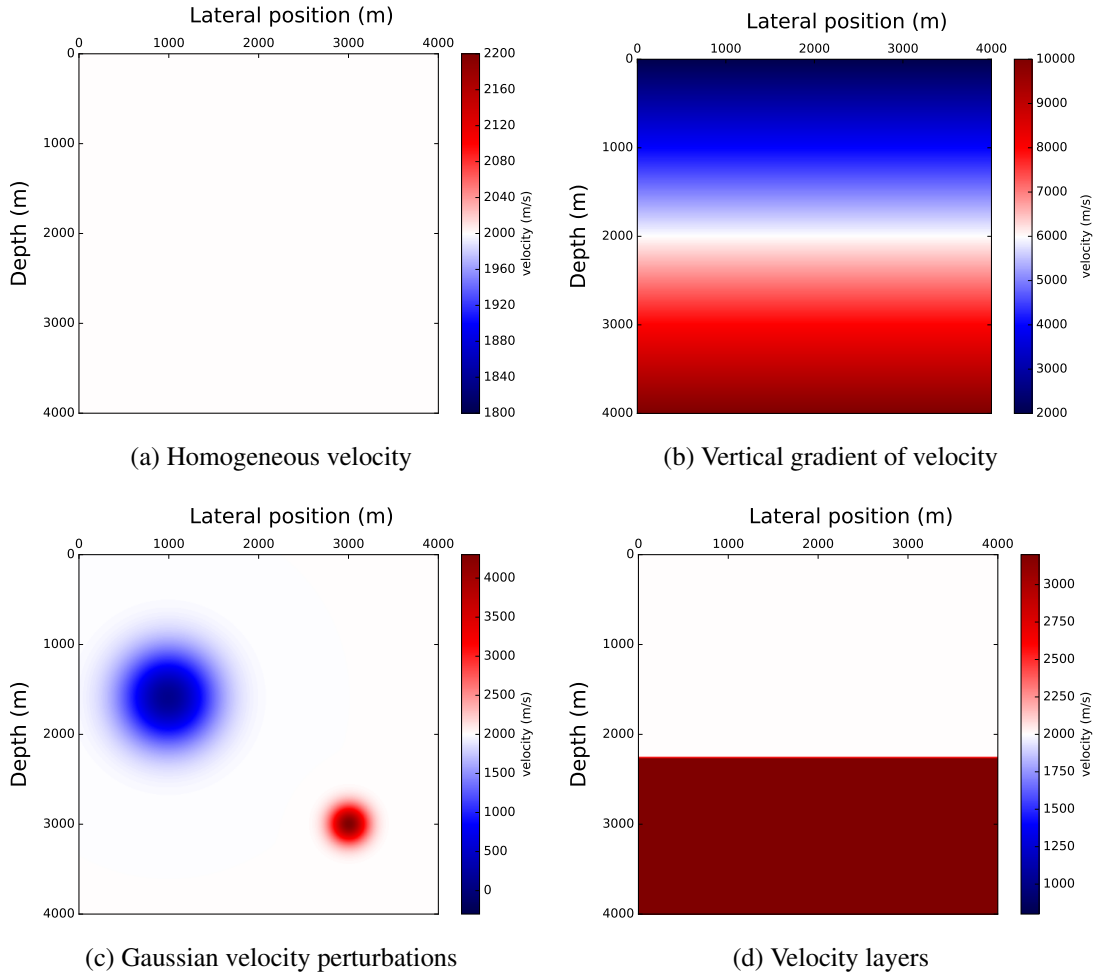 Lateral position (m)
0 1000 2000 3000 4000
0
1000
2000
3000
4000
Depth (m)
2200
2160
2120
2080
2040
2000
1960
1920
1880
1840
1800
velocity (m/s)
(a) Homogeneous velocity
Lateral position (m)
0 1000 2000 3000 4000
0
1000
2000
3000
4000
Depth (m)
10000
9000
8000
7000
6000
5000
4000
3000
2000
velocity (m/s)
(b) Vertical gradient of velocity
Lateral position (m)
0 1000 2000 3000 4000
0
1000
2000
3000
4000
Depth (m)
4000
3500
3000
2500
2000
1500
1000
500
0
velocity (m/s)
(c) Gaussian velocity perturbations
Lateral position (m)
0 1000 2000 3000 4000
0
1000
2000
3000
4000
Depth (m)
3000
2750
2500
2250
2000
1750
1500
1250
1000
velocity (m/s)
(d) Velocity layers